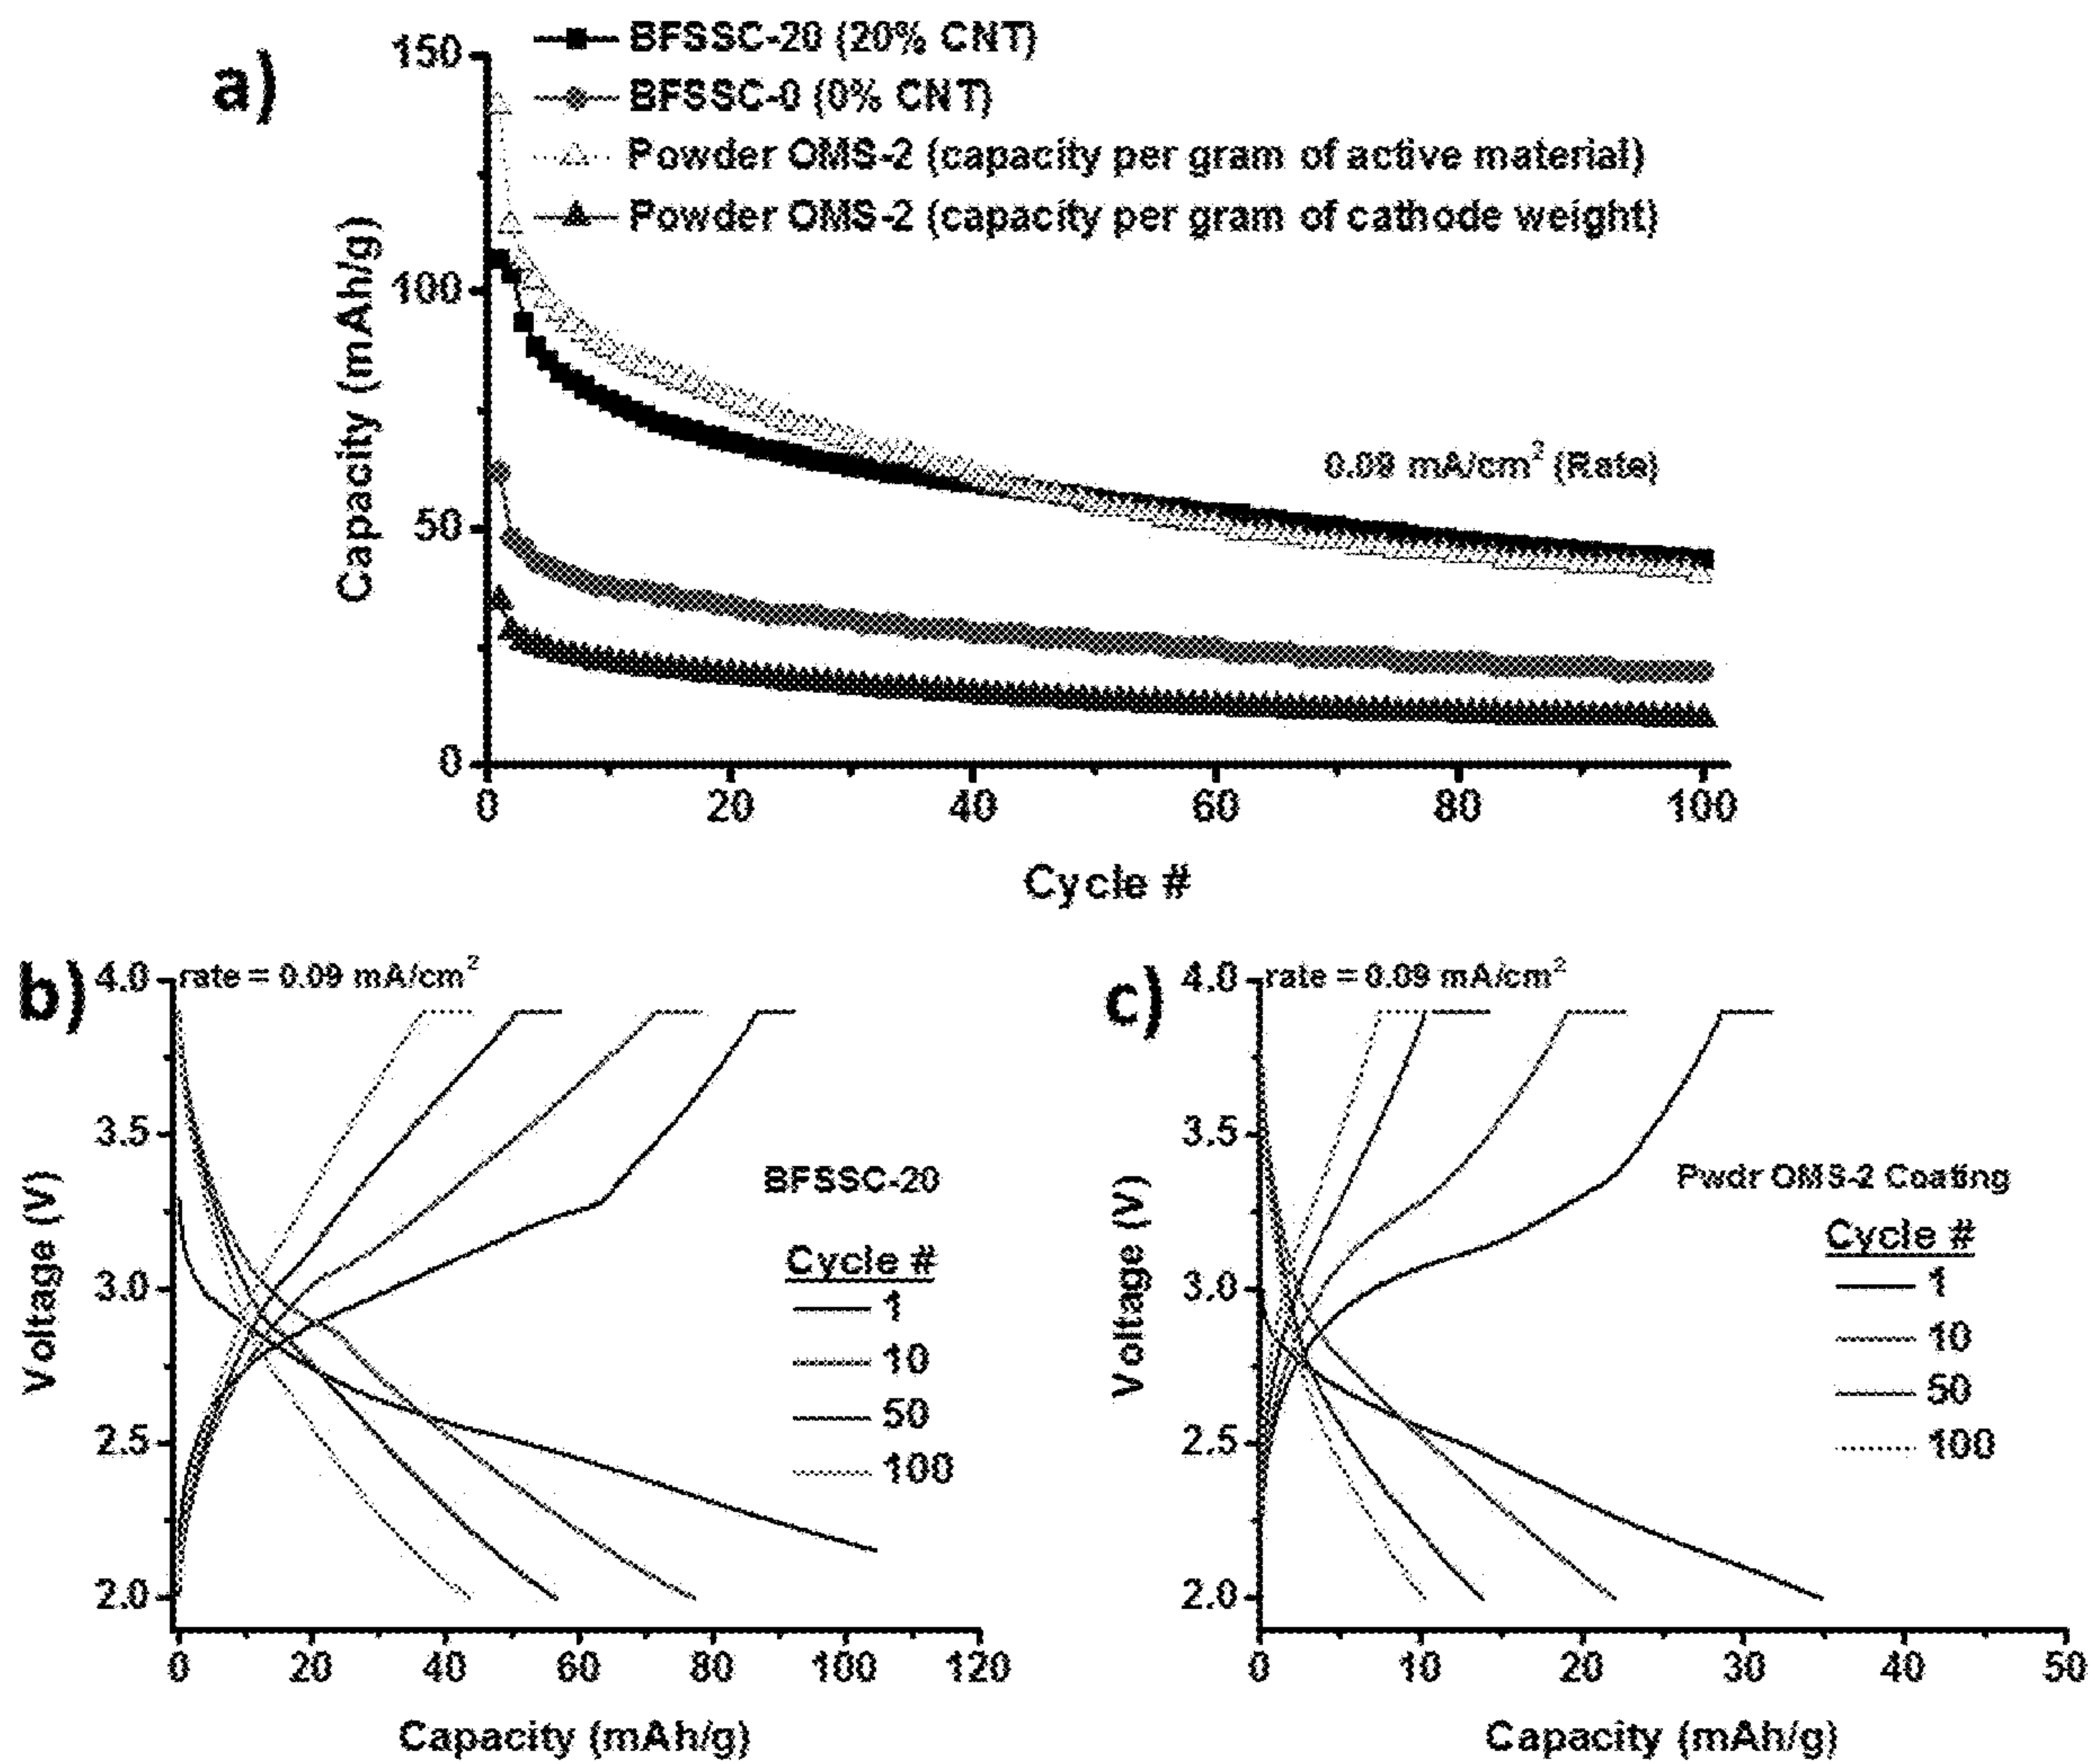 a)
BFSSC-20 (20% CNT)
BFSSC-0 (0% CNT)
Powder OMS-2 (capacity per gram of active material)
Powder OMS-2 (capacity per gram of cathode weight)
Capacity (mAh/g)
150
100
50
0
0.09 mA/cm²(Rate)
0 20 40 60 80 100
Cycle #
b)
rate = 0.09 mA/cm²
Voltage (V)
4.0
3.5
3.0
2.5
2.0
BFSSC-20
Cycle #
1
10
50
100
0 20 40 60 80 100 120
Capacity (mAh/g)
c)
rate = 0.09 mA/cm²
Voltage (V)
4.0
3.5
3.0
2.5
2.0
Pwdr OMS-2 Coating
Cycle #
1
10
50
100
0 10 20 30 40 50
Capacity (mAh/g)